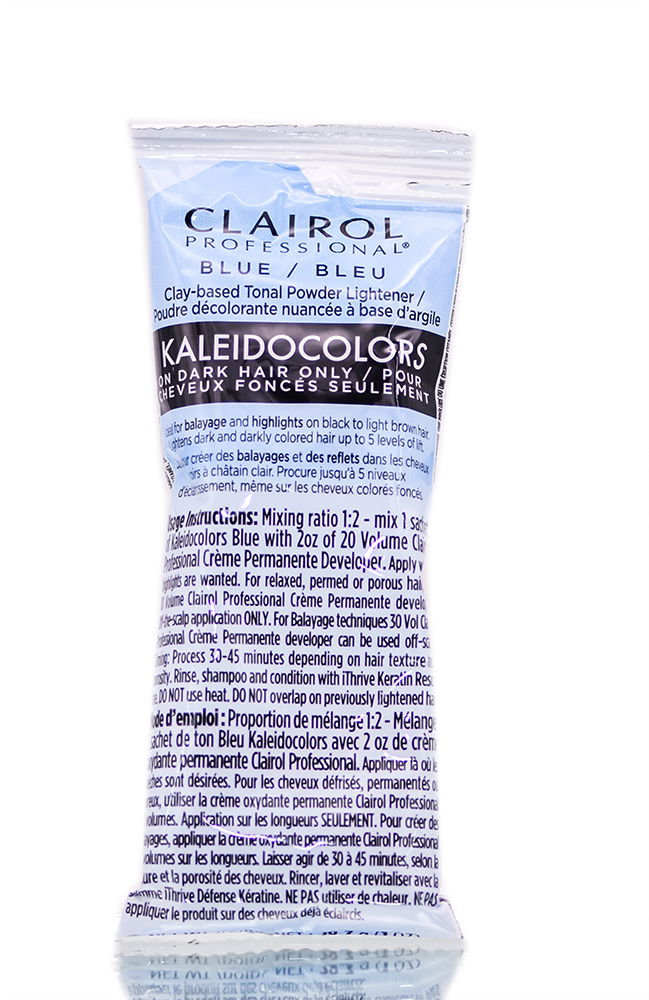 CLAIROL
PROFESSIONAL®
BLUE / BLEU
Clay-based Tonal Powder Lightener /
Poudre décolorante nuancée à base d'argile
KALEIDOCOLORS
ON DARK HAIR ONLY / POUR
CHEVEUX FONCÉS SEULEMENT
for balayage and highlights on black to light brown hair.
dark and darkly colored hair up to 5 levels of lift.
créer des balayages et des reflets dans les
à châtain clair. Procure jusqu'à 5 niveaux
d'éclaircissement, même sur les cheveux colorés foncés.
Usage Instructions: Mixing ratio 1:2 - mix 1
of Kaleidocolors Blue with 2oz of 20 Volume
Professional Crème Permanente Developer. Apply
are wanted. For relaxed, permed or porous
Volume Clairol Professional Crème Permanente
application ONLY. For Balayage techniques 30 Vol
Professional Crème Permanente developer can be used
Process 30-45 minutes depending on hair texture
Rinse, shampoo and condition with iThrive Keratin
DO NOT use heat. DO NOT overlap on previously lightened
Mode d'emploi : Proportion de mélange 1:2 - Mélange
sachet de ton Bleu Kaleidocolors avec 2 oz de crème
permanente Clairol Professional. Appliquer là où
sont désirées. Pour les cheveux défrisés, permanentés
utiliser la crème oxydante permanente Clairol Professional
volumes. Application sur les longueurs SEULEMENT. Pour créer des
appliquer la crème oxydante permanente Clairol Professional
volumes sur les longueurs. Laisser agir de 30 à 45 minutes, selon la
et la porosité des cheveux. Rincer, laver et revitaliser avec la
iThrive Défense Kératine. NE PAS utiliser de chaleur. NE PAS
appliquer le produit sur des cheveux déjà éclaircis.